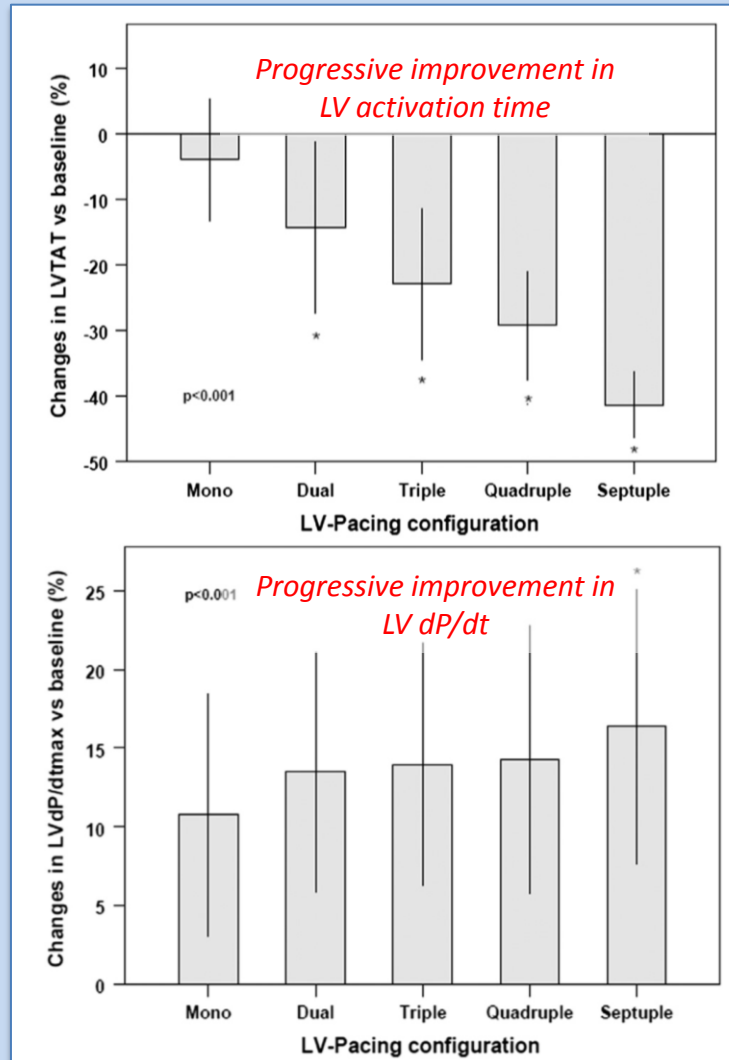 Progressive improvement in
LV activation time
Changes in LVTAT vs baseline (%)
10
0
-10
-20
-30
-40
-50
*
*
*
*
p<0.001
Mono Dual Triple Quadruple Septuple
LV-Pacing configuration
Progressive improvement in
LV dP/dt
Changes in LVdP/dtmax vs baseline (%)
25
20
15
10
5
0
p<0.001
*
Mono Dual Triple Quadruple Septuple
LV-Pacing configuration